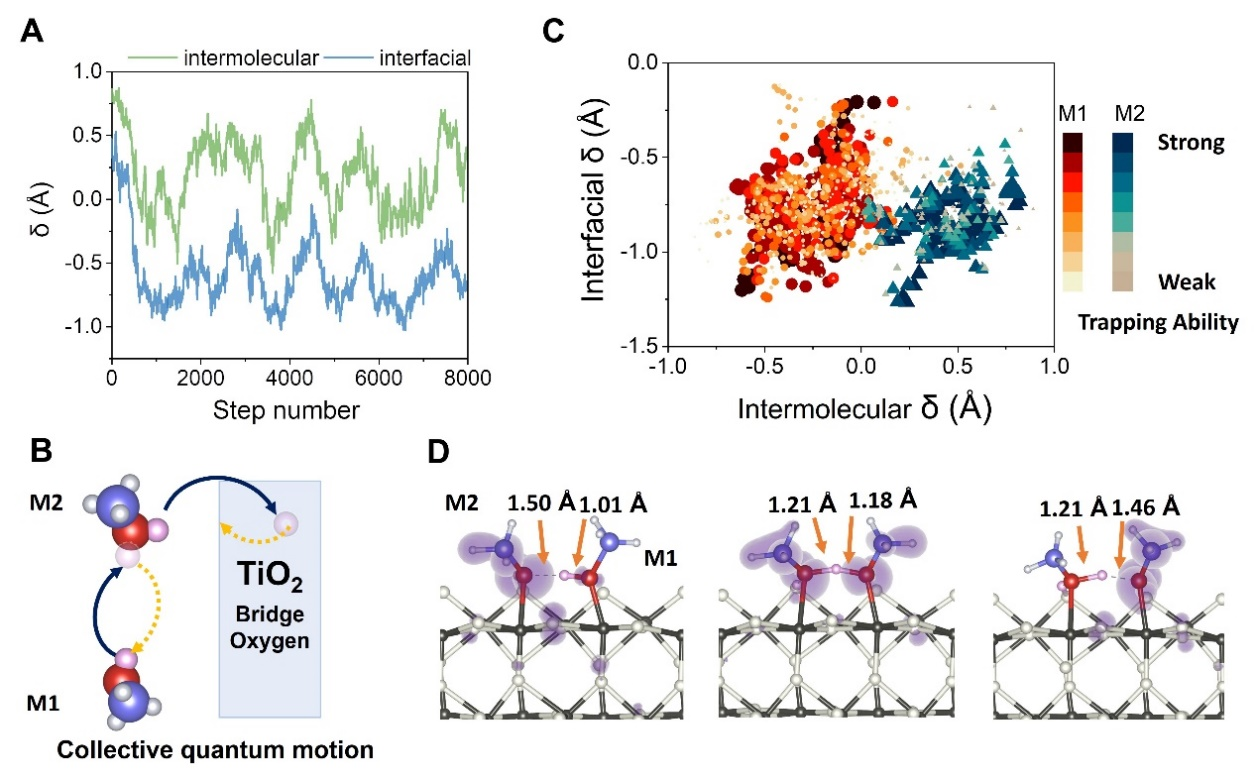 A
intermolecular
interfacial
1.0
0.5
0.0
-0.5
-1.0
δ (Å)
0
2000
4000
6000
8000
Step number
C
0.0
-0.5
-1.0
-1.5
Interfacial δ (Å)
-1.0
-0.5
0.0
0.5
1.0
Intermolecular δ (Å)
M1
M2
Strong
Weak
Trapping Ability
B
M2
TiO2
Bridge
Oxygen
M1
Collective quantum motion
D
M2
1.50 Å
1.01 Å
M1
1.21 Å
1.18 Å
1.21 Å
1.46 Å